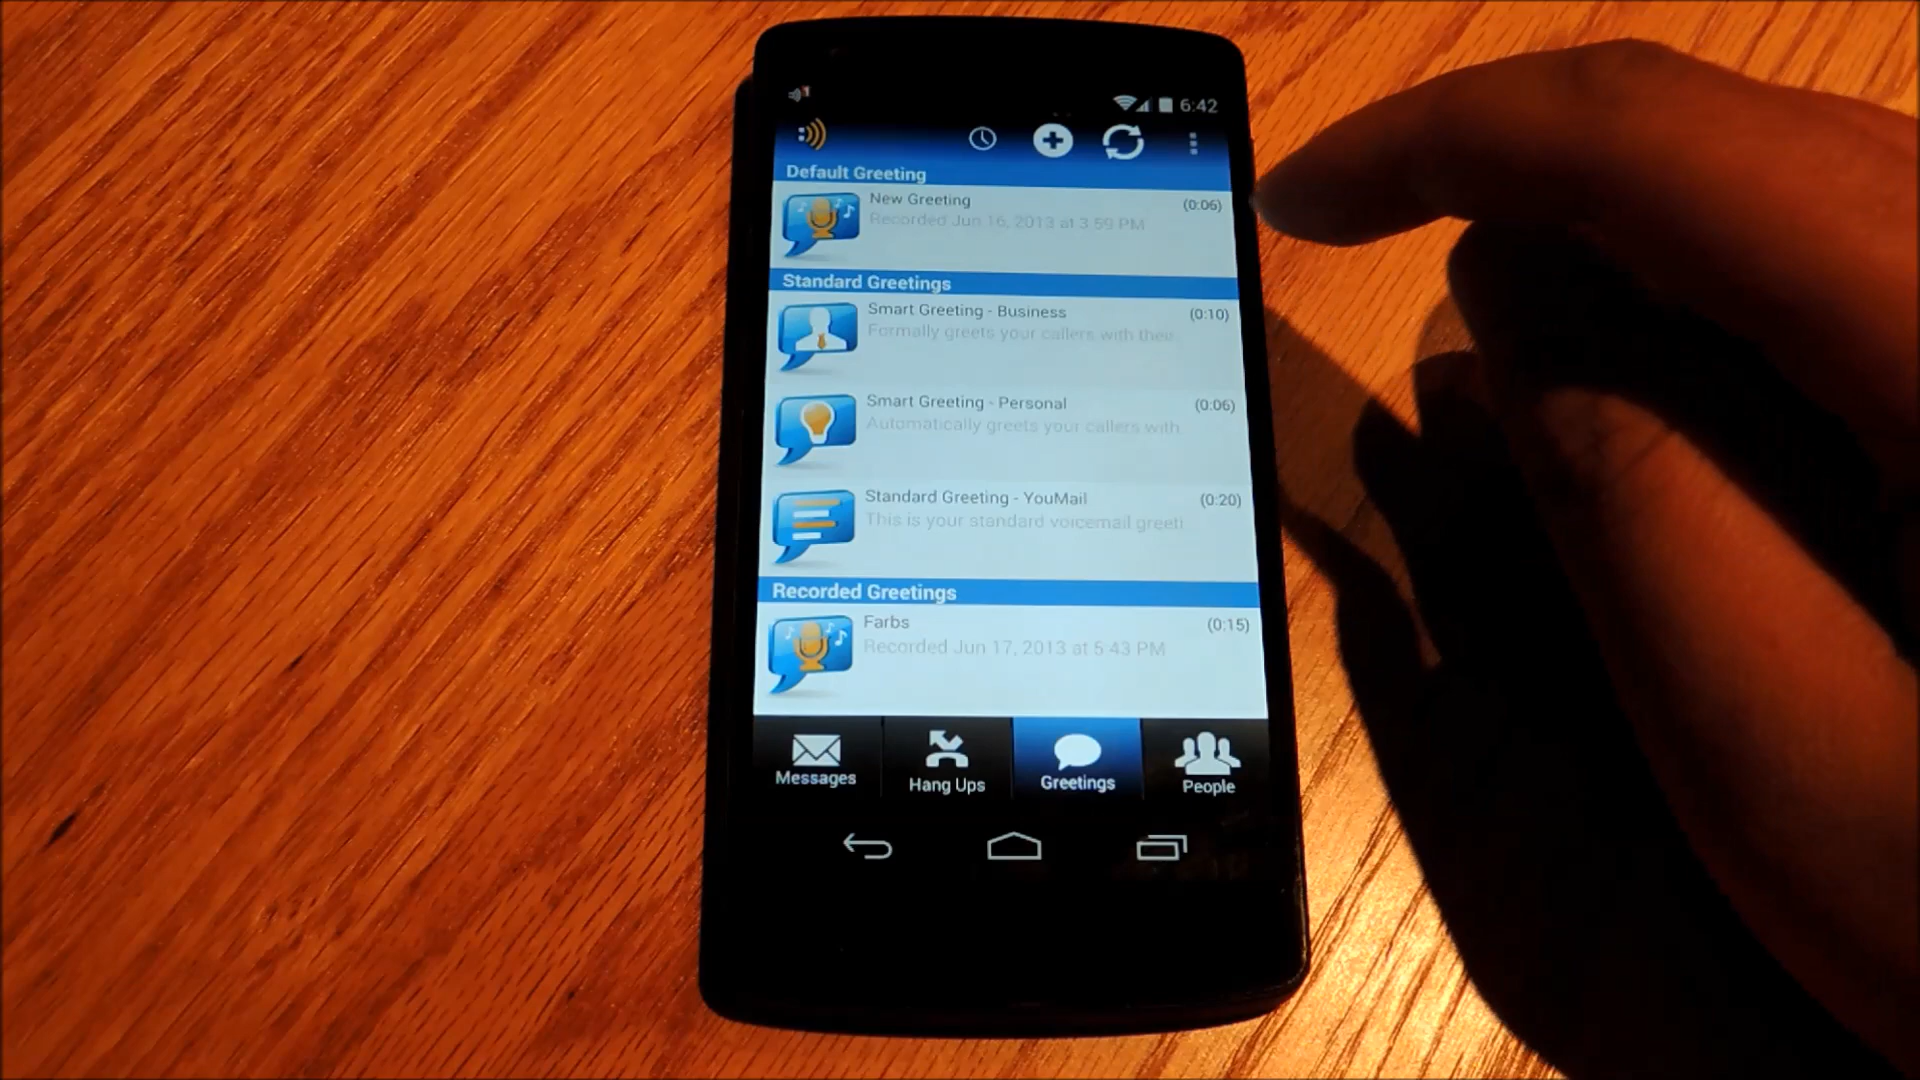 6:42
Default Greeting
New Greeting (0:06)
Recorded Jun 16, 2013 at 3:59 PM
Standard Greetings
Smart Greeting - Business (0:10)
Formally greets your callers with their
Smart Greeting - Personal (0:06)
Automatically greets your callers with
Standard Greeting - YouMail (0:20)
This is your standard voicemail greeti
Recorded Greetings
Farbs (0:15)
Recorded Jun 17, 2013 at 5:43 PM
Messages Hang Ups Greetings People